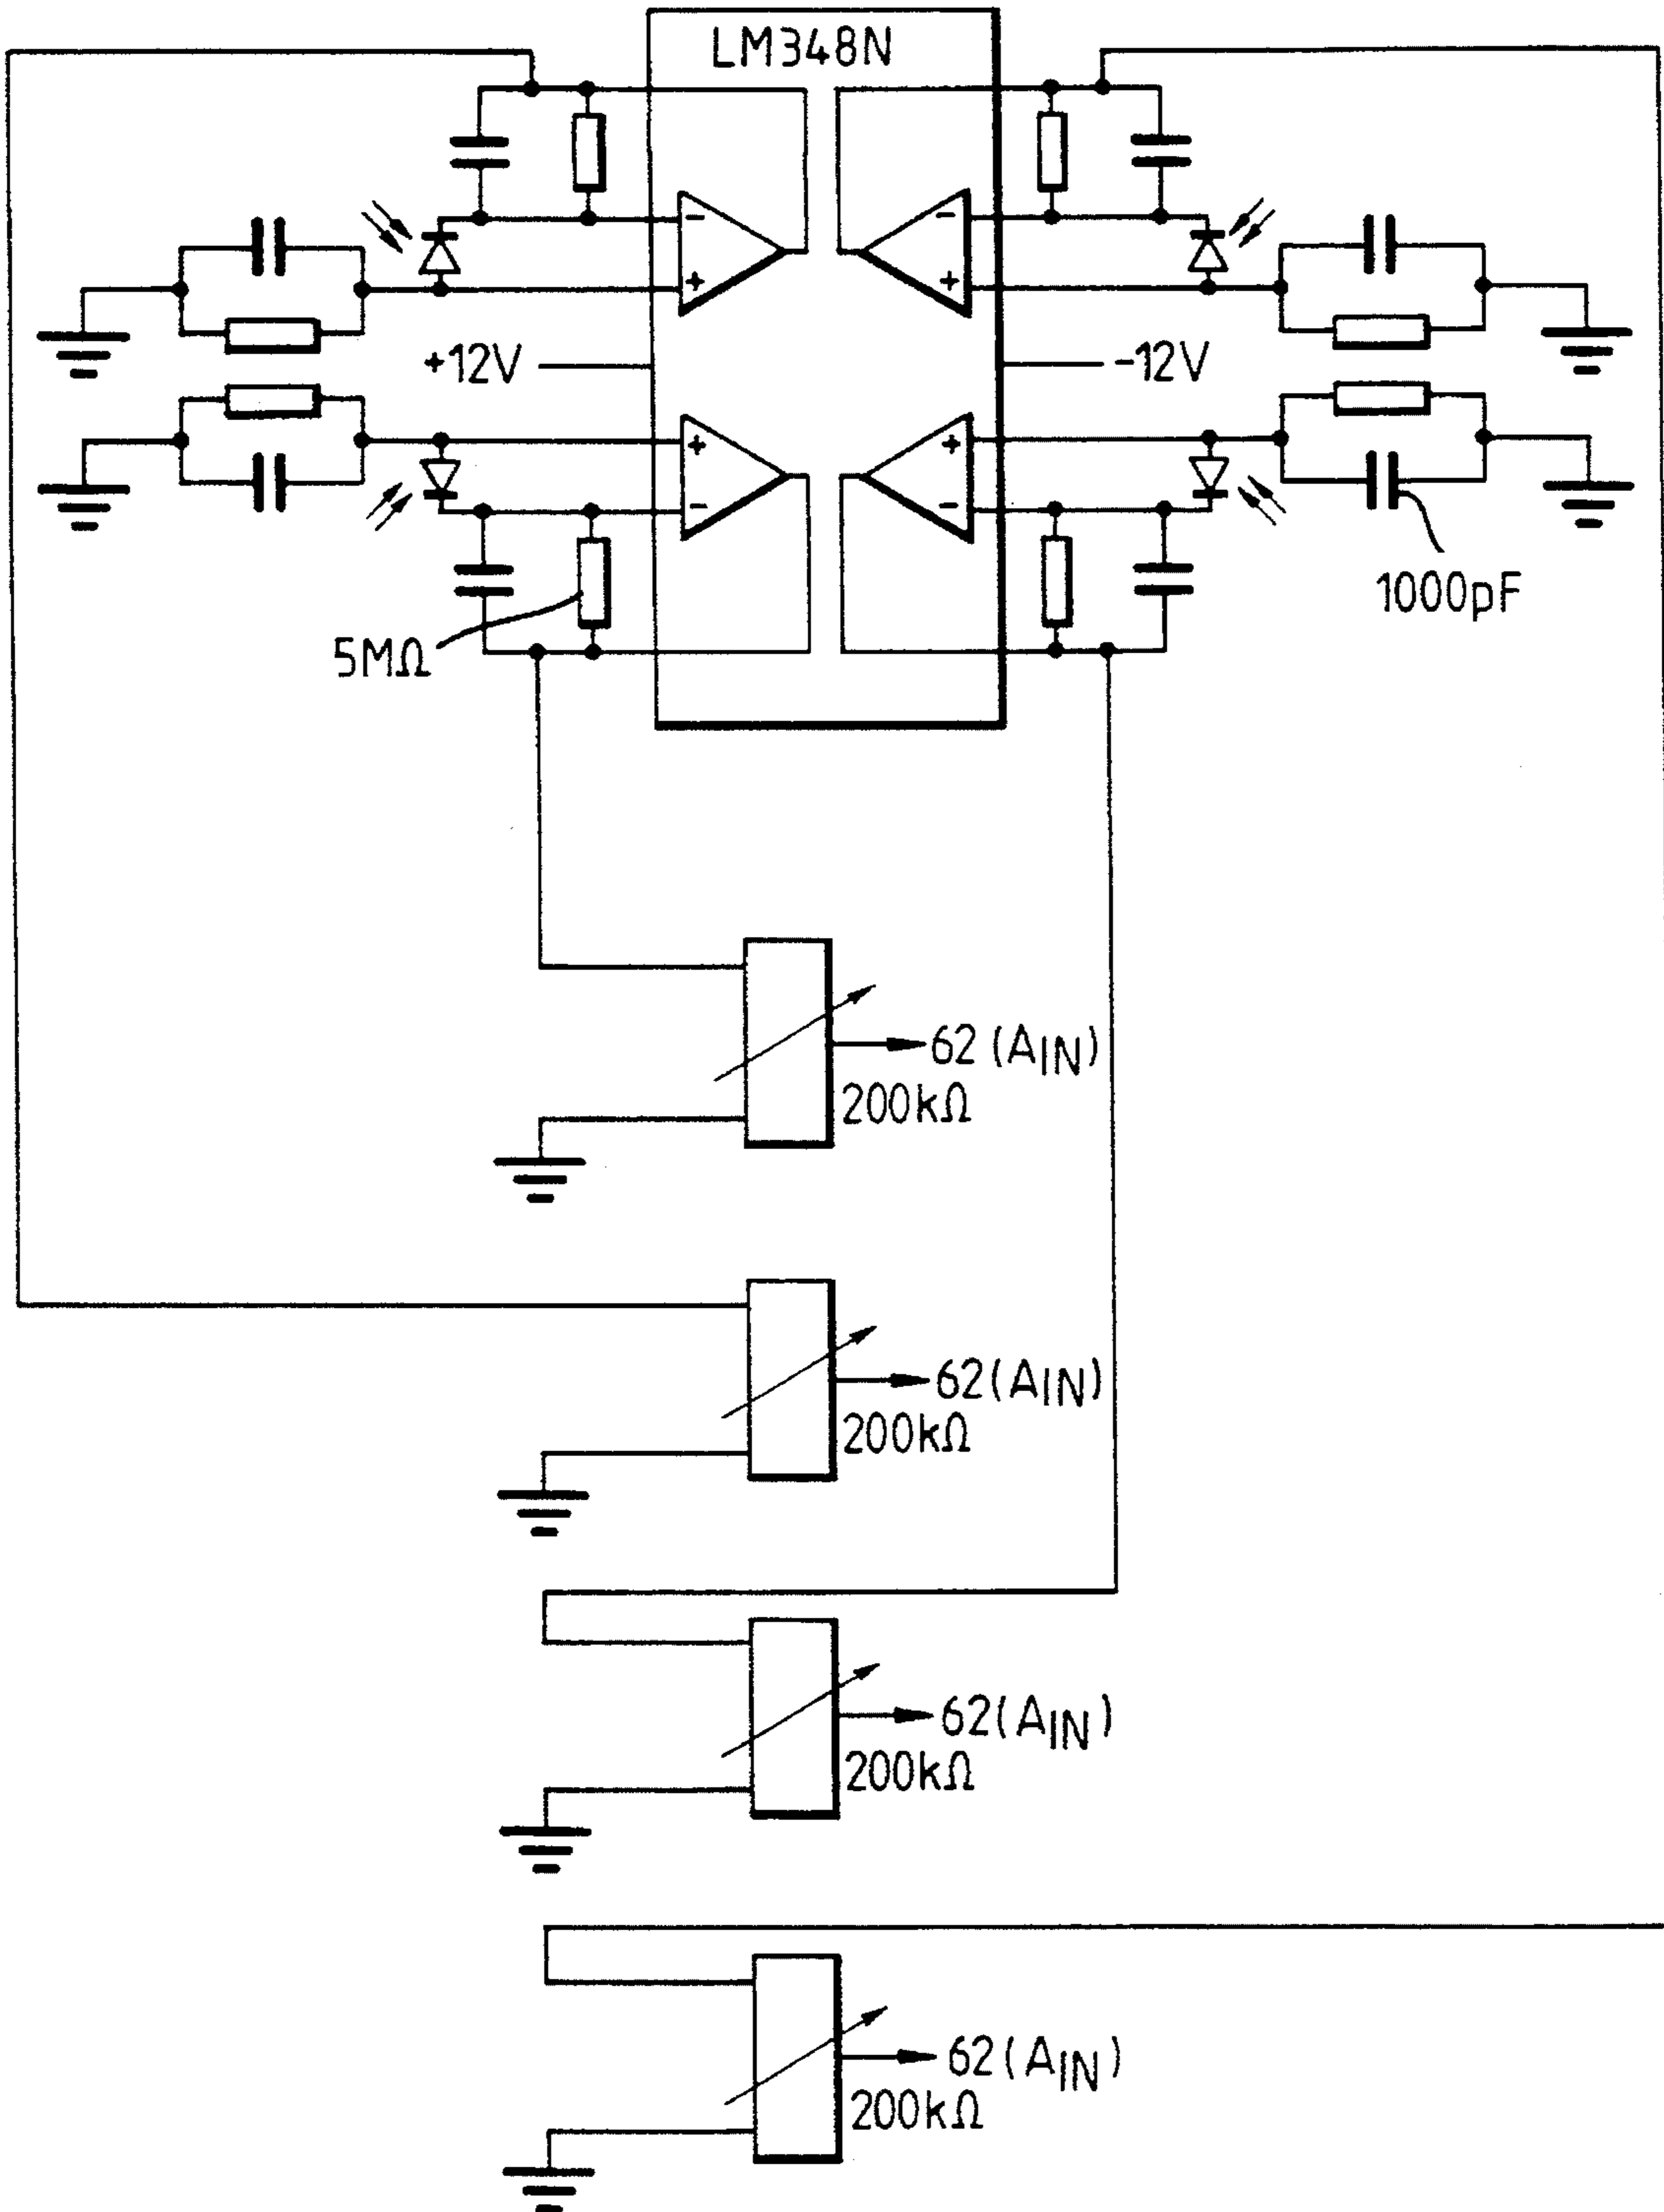 LM348N
- -
+ +
+12V -12V
+ +
- -
1000pF
5MΩ
62 (AIN)
200kΩ
62(AIN)
200kΩ
62(AIN)
200kΩ
62(AIN)
200kΩ